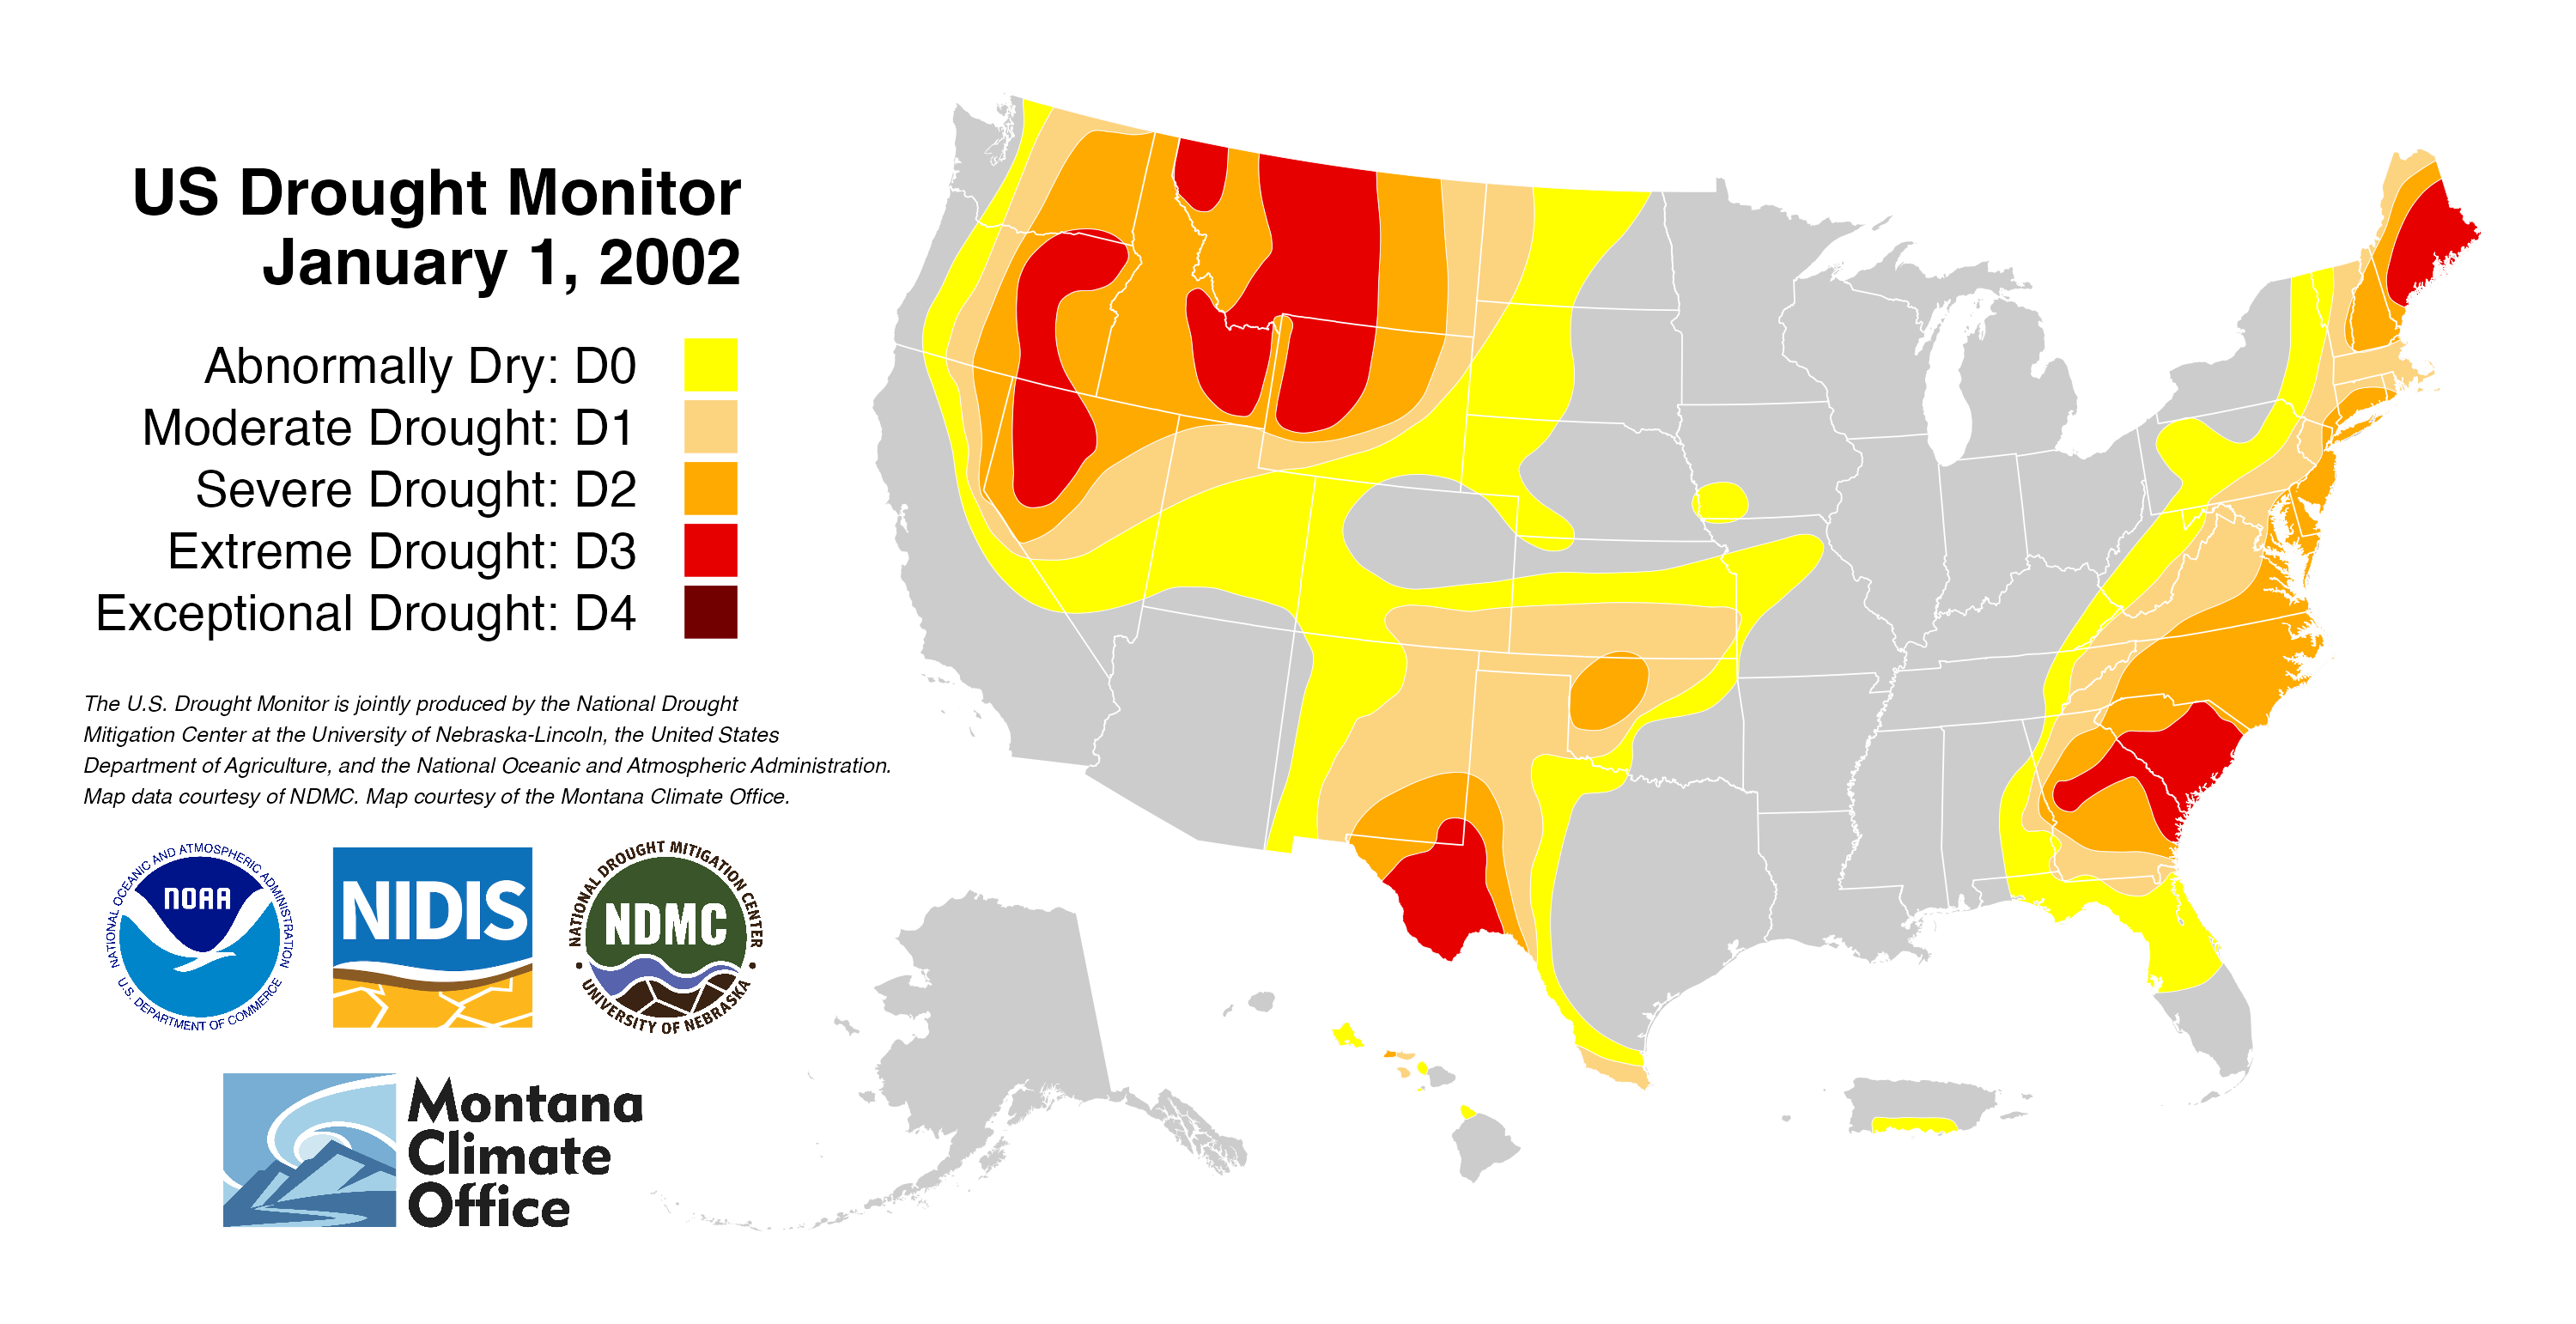 US Drought Monitor
January 1, 2002
Abnormally Dry: D0
Moderate Drought: D1
Severe Drought: D2
Extreme Drought: D3
Exceptional Drought: D4
The U.S. Drought Monitor is jointly produced by the National Drought
Mitigation Center at the University of Nebraska-Lincoln, the United States
Department of Agriculture, and the National Oceanic and Atmospheric Administration.
Map data courtesy of NDMC. Map courtesy of the Montana Climate Office.
NATIONAL OCEANIC AND ATMOSPHERIC ADMINISTRATION
NOAA
U.S. DEPARTMENT OF COMMERCE
NIDIS
NATIONAL DROUGHT MITIGATION CENTER
NDMC
UNIVERSITY OF NEBRASKA
Montana
Climate
Office